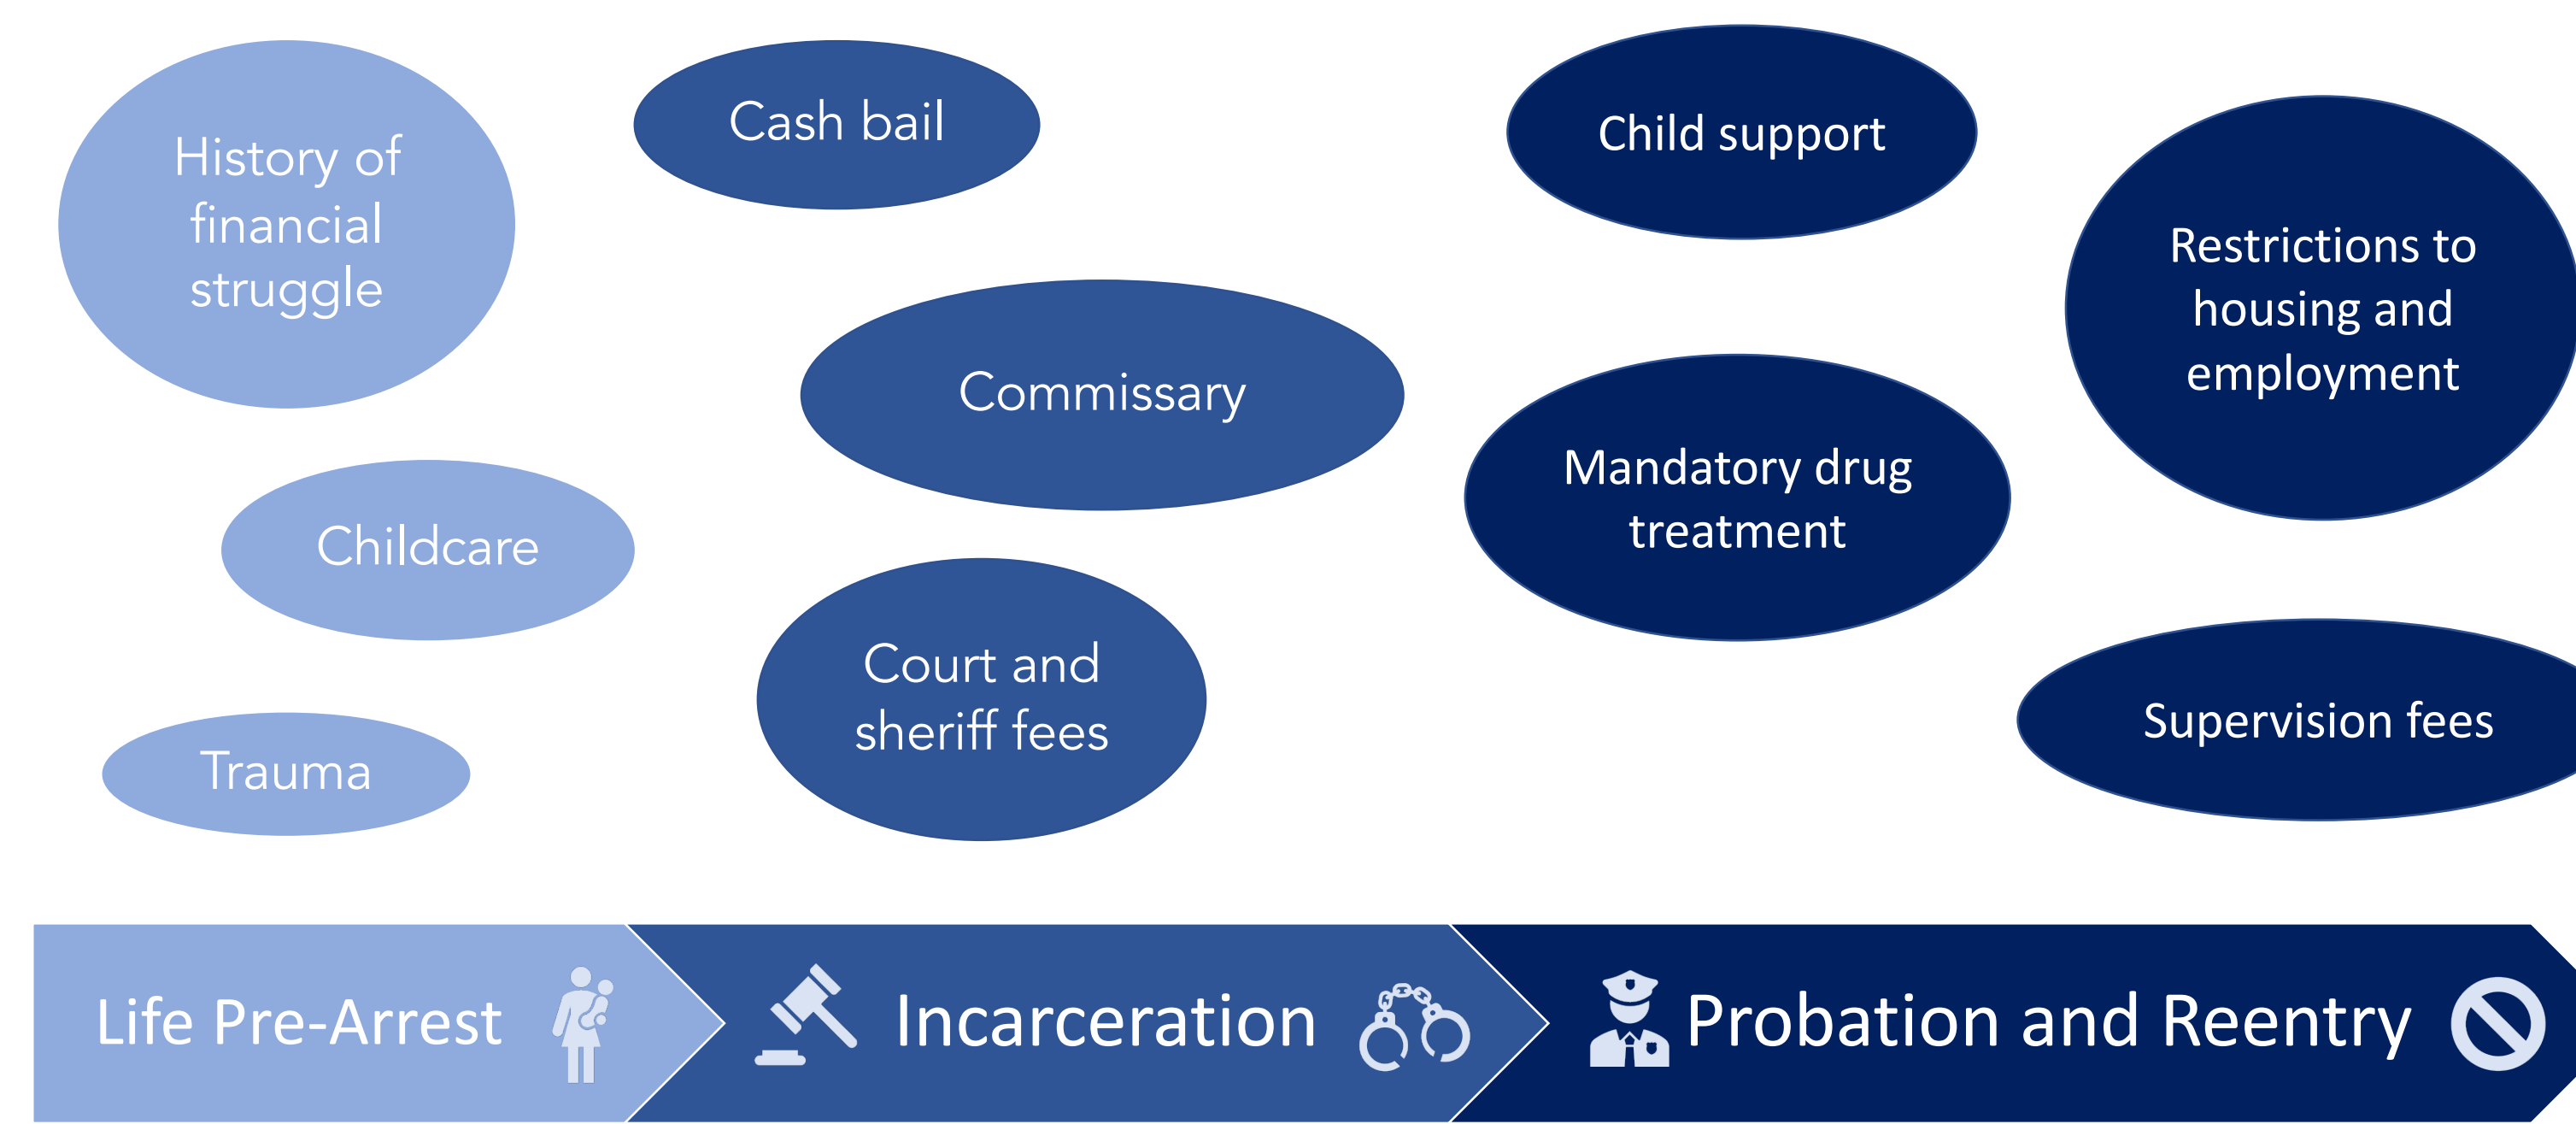 History of
financial
struggle
Childcare
Trauma
Cash bail
Commissary
Court and
sheriff fees
Child support
Mandatory drug
treatment
Restrictions to
housing and
employment
Supervision fees
Life Pre-Arrest
Incarceration
Probation and Reentry